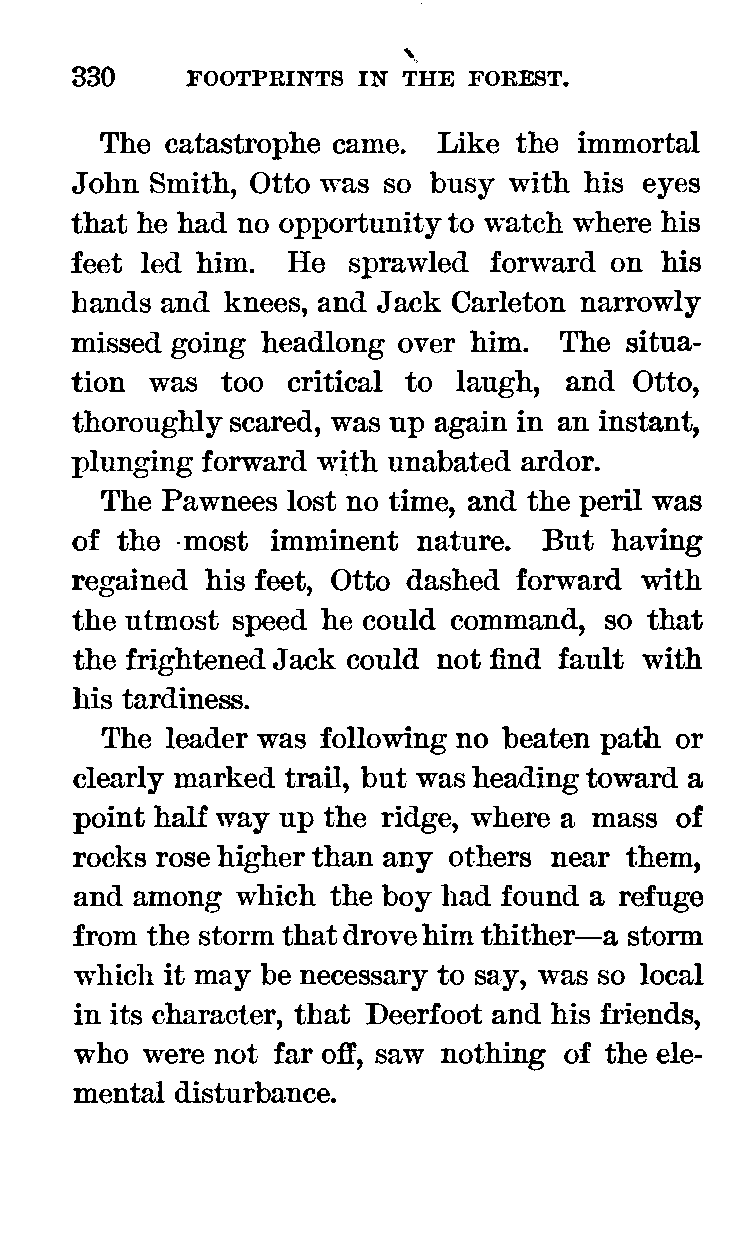 330 FOOTPRINTS IN THE FOREST.
The catastrophe came. Like the immortal
John Smith, Otto was so busy with his eyes
that he had no opportunity to watch where his
feet led him. He sprawled forward on his
hands and knees, and Jack Carleton narrowly
missed going headlong over him. The situa-
tion was too critical to laugh, and Otto,
thoroughly scared, was up again in an instant,
plunging forward with unabated ardor.
The Pawnees lost no time, and the peril was
of the most imminent nature. But having
regained his feet, Otto dashed forward with
the utmost speed he could command, so that
the frightened Jack could not find fault with
his tardiness.
The leader was following no beaten path or
clearly marked trail, but was heading toward a
point half way up the ridge, where a mass of
rocks rose higher than any others near them,
and among which the boy had found a refuge
from the storm that drove him thither—a storm
which it may be necessary to say, was so local
in its character, that Deerfoot and his friends,
who were not far off, saw nothing of the ele-
mental disturbance.